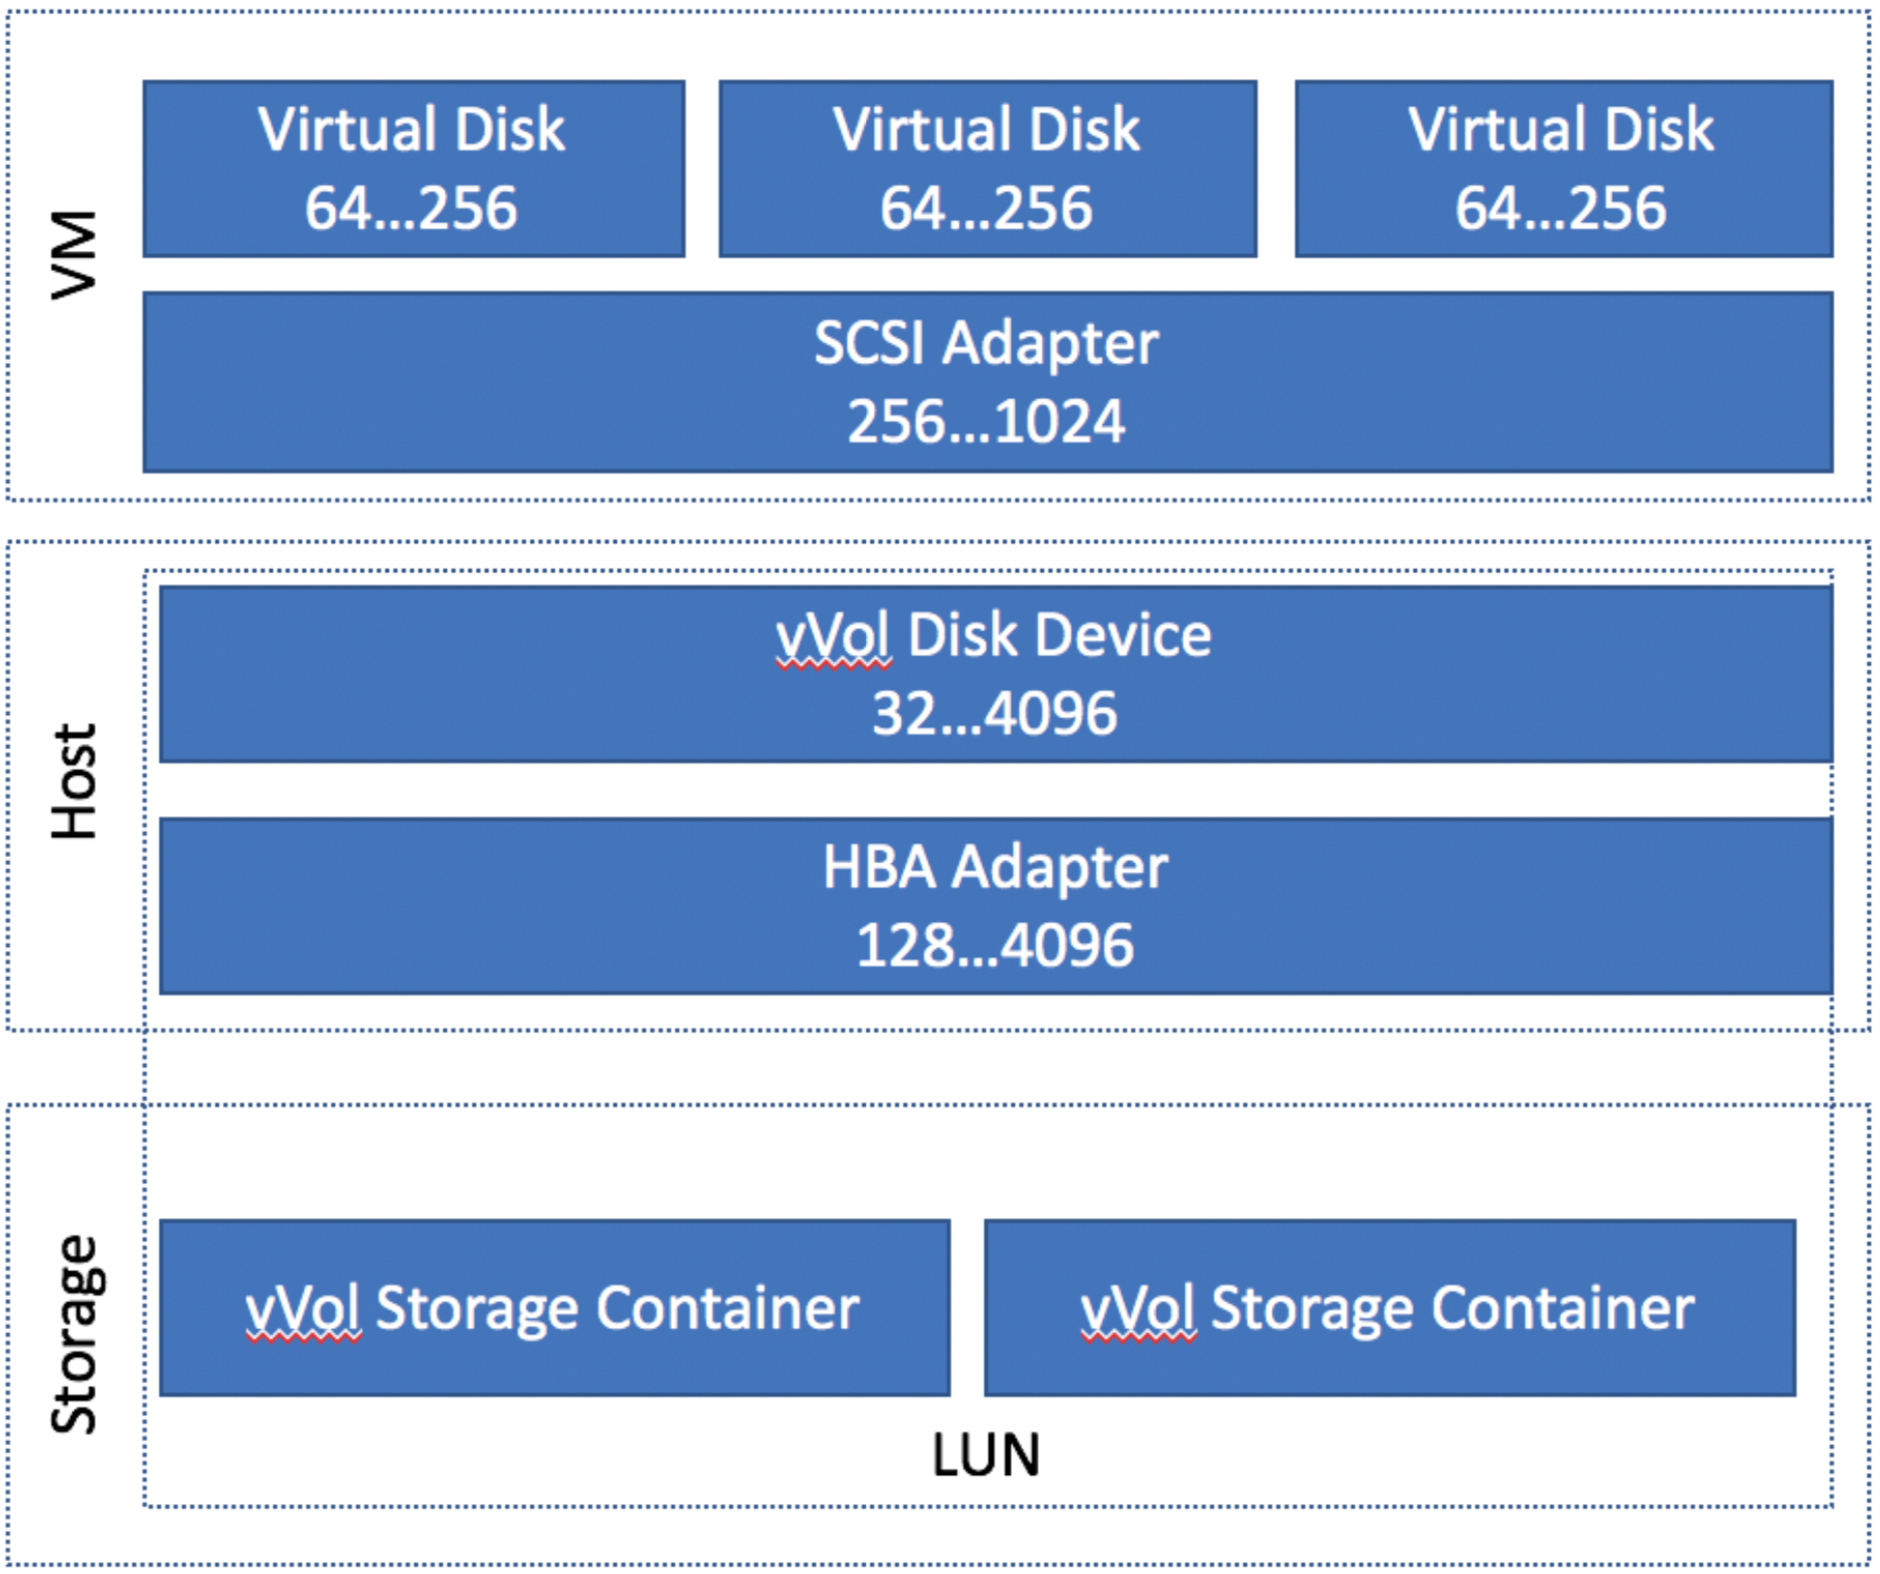 VM
Virtual Disk
64...256
Virtual Disk
64...256
Virtual Disk
64...256
SCSI Adapter
256...1024
Host
vVol Disk Device
32...4096
HBA Adapter
128...4096
Storage
vVol Storage Container
vVol Storage Container
LUN